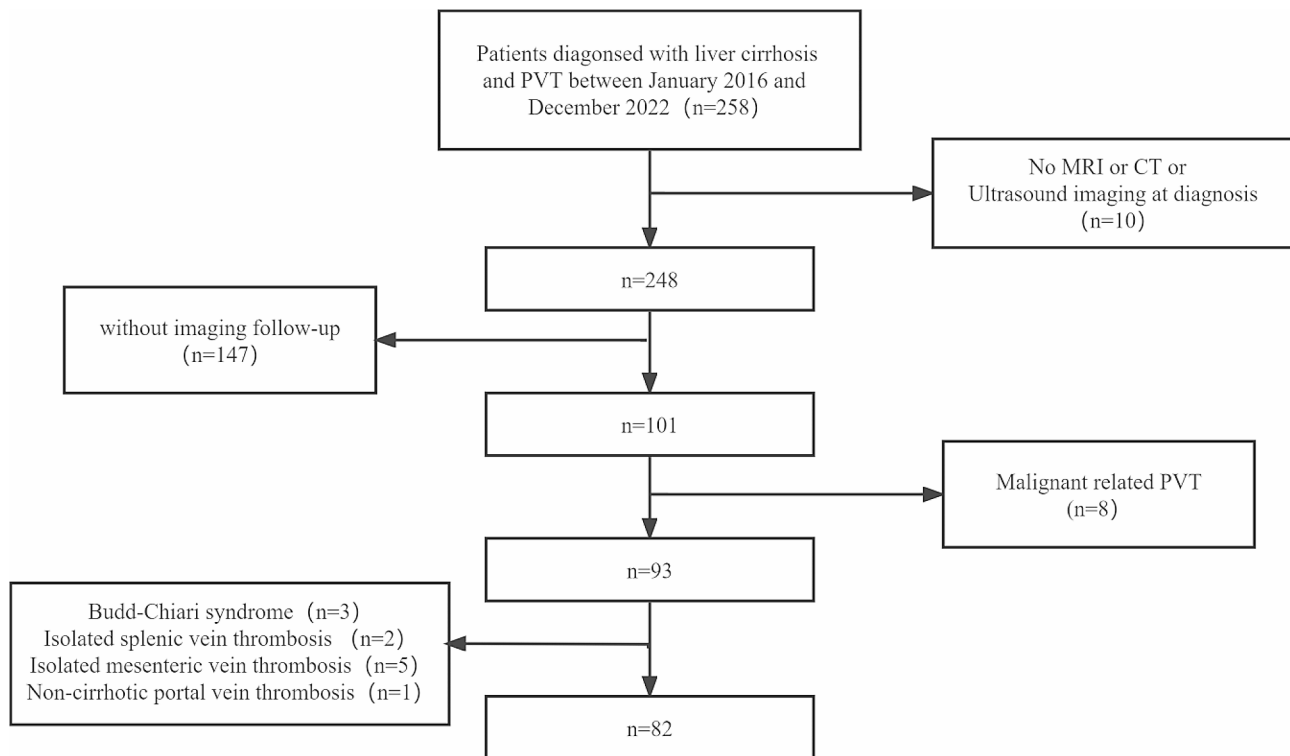 Patients diagonsed with liver cirrhosis
and PVT between January 2016 and
December 2022（n=258）
No MRI or CT or
Ultrasound imaging at diagnosis
(n=10）
n=248
without imaging follow-up
(n=147）
n=101
Malignant related PVT
(n=8）
n=93
Budd-Chiari syndrome（n=3）
Isolated splenic vein thrombosis （n=2）
Isolated mesenteric vein thrombosis（n=5）
Non-cirrhotic portal vein thrombosis（n=1）
n=82